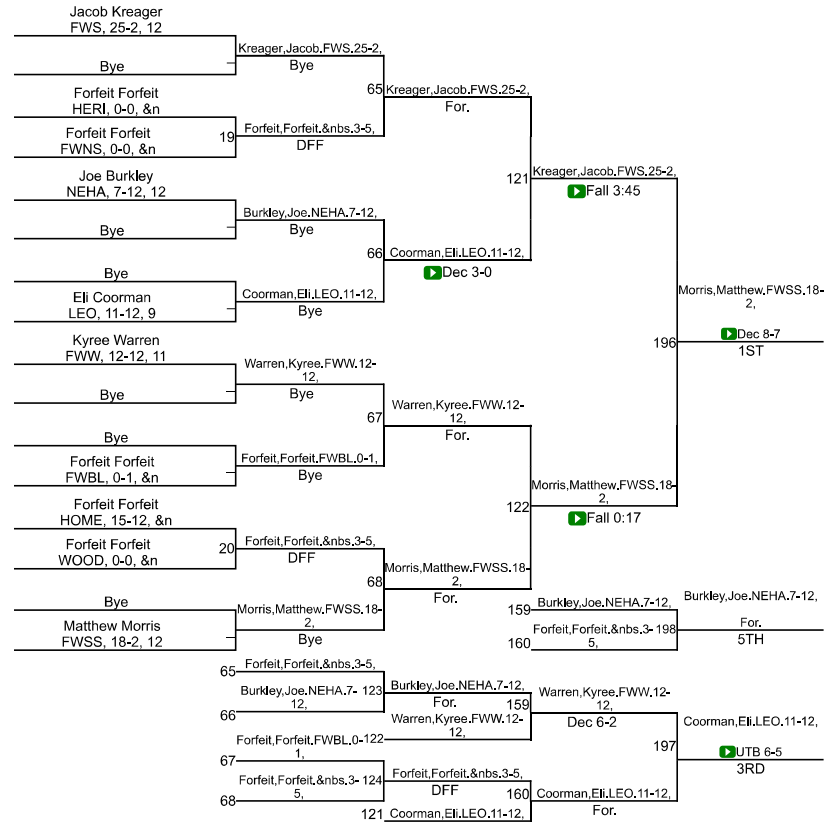 Jacob Kreager
FWS, 25-2, 12
Kreager,Jacob.FWS.25-2,
Bye
Bye
65
Kreager,Jacob.FWS.25-2,
For.
Forfeit Forfeit
HERI, 0-0, &n
19
Forfeit,Forfeit.&nbs.3-5,
DFF
Forfeit Forfeit
FWNS, 0-0, &n
121
Kreager,Jacob.FWS.25-2,
Fall 3:45
Joe Burkley
NEHA, 7-12, 12
Burkley,Joe.NEHA.7-12,
Bye
Bye
66
Coorman,Eli.LEO.11-12,
Dec 3-0
Bye
Coorman,Eli.LEO.11-12,
Bye
Eli Coorman
LEO, 11-12, 9
Morris,Matthew.FWSS.18-
2,
196
Dec 8-7
1ST
Kyree Warren
FWW, 12-12, 11
Warren,Kyree.FWW.12-
12,
Bye
Bye
67
Warren,Kyree.FWW.12-
12,
For.
Bye
Forfeit,Forfeit.FWBL.0-1,
Bye
Forfeit Forfeit
FWBL, 0-1, &n
122
Morris,Matthew.FWSS.18-
2,
Fall 0:17
Forfeit Forfeit
HOME, 15-12, &n
20
Forfeit,Forfeit.&nbs.3-5,
DFF
Forfeit Forfeit
WOOD, 0-0, &n
68
Morris,Matthew.FWSS.18-
2,
For.
Bye
Morris,Matthew.FWSS.18-
2,
Bye
Matthew Morris
FWSS, 18-2, 12
159
Burkley,Joe.NEHA.7-12,
Burkley,Joe.NEHA.7-12,
160
Forfeit,Forfeit.&nbs.3-
5,
198
For.
5TH
65
Forfeit,Forfeit.&nbs.3-5,
66
Burkley,Joe.NEHA.7-
12,
123
Burkley,Joe.NEHA.7-12,
For.
122
Warren,Kyree.FWW.12-
12,
159
Warren,Kyree.FWW.12-
12,
Dec 6-2
67
Forfeit,Forfeit.FWBL.0-
1,
68
Forfeit,Forfeit.&nbs.3-
5,
124
Forfeit,Forfeit.&nbs.3-5,
DFF
121
Coorman,Eli.LEO.11-12,
160
Coorman,Eli.LEO.11-12,
For.
197
Coorman,Eli.LEO.11-12,
UTB 6-5
3RD